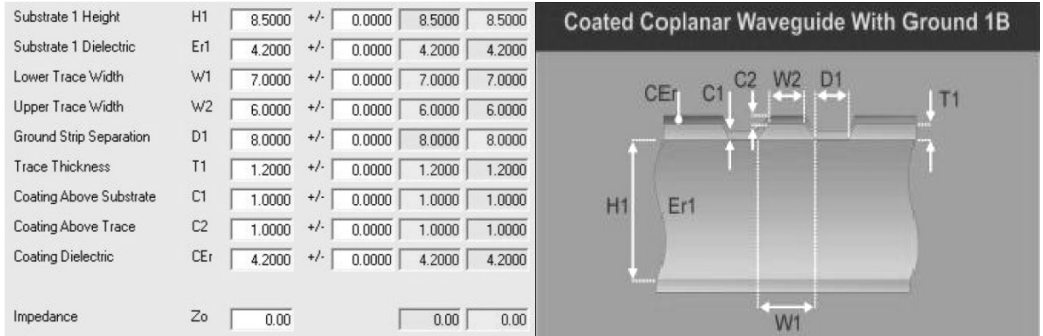 Substrate 1 Height H1 8.5000 +/- 0.0000 8.5000 8.5000
Substrate 1 Dielectric Er1 4.2000 +/- 0.0000 4.2000 4.2000
Lower Trace Width W1 7.0000 +/- 0.0000 7.0000 7.0000
Upper Trace Width W2 6.0000 +/- 0.0000 6.0000 6.0000
Ground Strip Separation D1 8.0000 +/- 0.0000 8.0000 8.0000
Trace Thickness T1 1.2000 +/- 0.0000 1.2000 1.2000
Coating Above Substrate C1 1.0000 +/- 0.0000 1.0000 1.0000
Coating Above Trace C2 1.0000 +/- 0.0000 1.0000 1.0000
Coating Dielectric CEr 4.2000 +/- 0.0000 4.2000 4.2000
Impedance Zo 0.00 0.00 0.00
Coated Coplanar Waveguide With Ground 1B
CEr C1 C2 W2 D1 T1
H1 Er1
W1